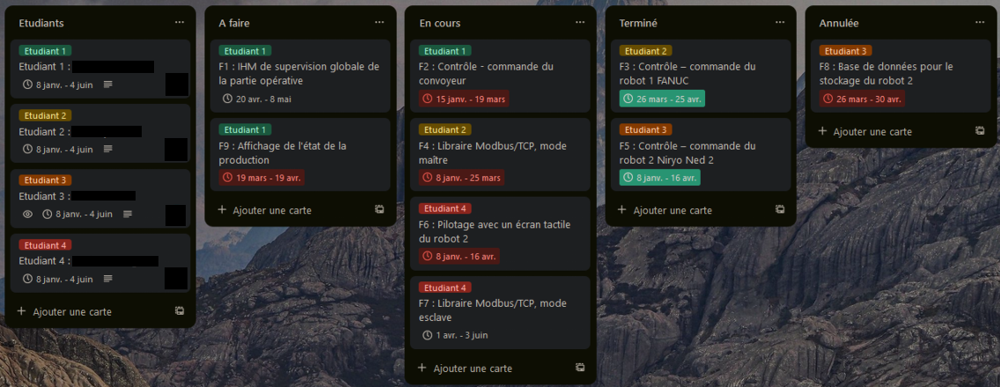 Etudiants
Etudiant 1
Etudiant 1 :
8 janv. - 4 juin
Etudiant 2
Etudiant 2 :
8 janv. - 4 juin
Etudiant 3
Etudiant 3 :
8 janv. - 4 juin
Etudiant 4
Etudiant 4 :
8 janv. - 4 juin
+ Ajouter une carte
A faire
Etudiant 1
F1 : IHM de supervision globale de
la partie opérative
20 avr. - 8 mai
Etudiant 1
F9 : Affichage de l'état de la
production
19 mars - 19 avr.
+ Ajouter une carte
En cours
Etudiant 1
F2 : Contrôle - commande du
convoyeur
15 janv. - 19 mars
Etudiant 2
F4 : Libraire Modbus/TCP, mode
maître
8 janv. - 25 mars
Etudiant 4
F6 : Pilotage avec un écran tactile
du robot 2
8 janv. - 16 avr.
Etudiant 4
F7 : Libraire Modbus/TCP, mode
esclave
1 avr. - 3 juin
+ Ajouter une carte
Terminé
Etudiant 2
F3 : Contrôle – commande du
robot 1 FANUC
26 mars - 25 avr.
Etudiant 3
F5 : Contrôle – commande du
robot 2 Niryo Ned 2
8 janv. - 16 avr.
+ Ajouter une carte
Annulée
Etudiant 3
F8 : Base de données pour le
stockage du robot 2
26 mars - 30 avr.
+ Ajouter une carte